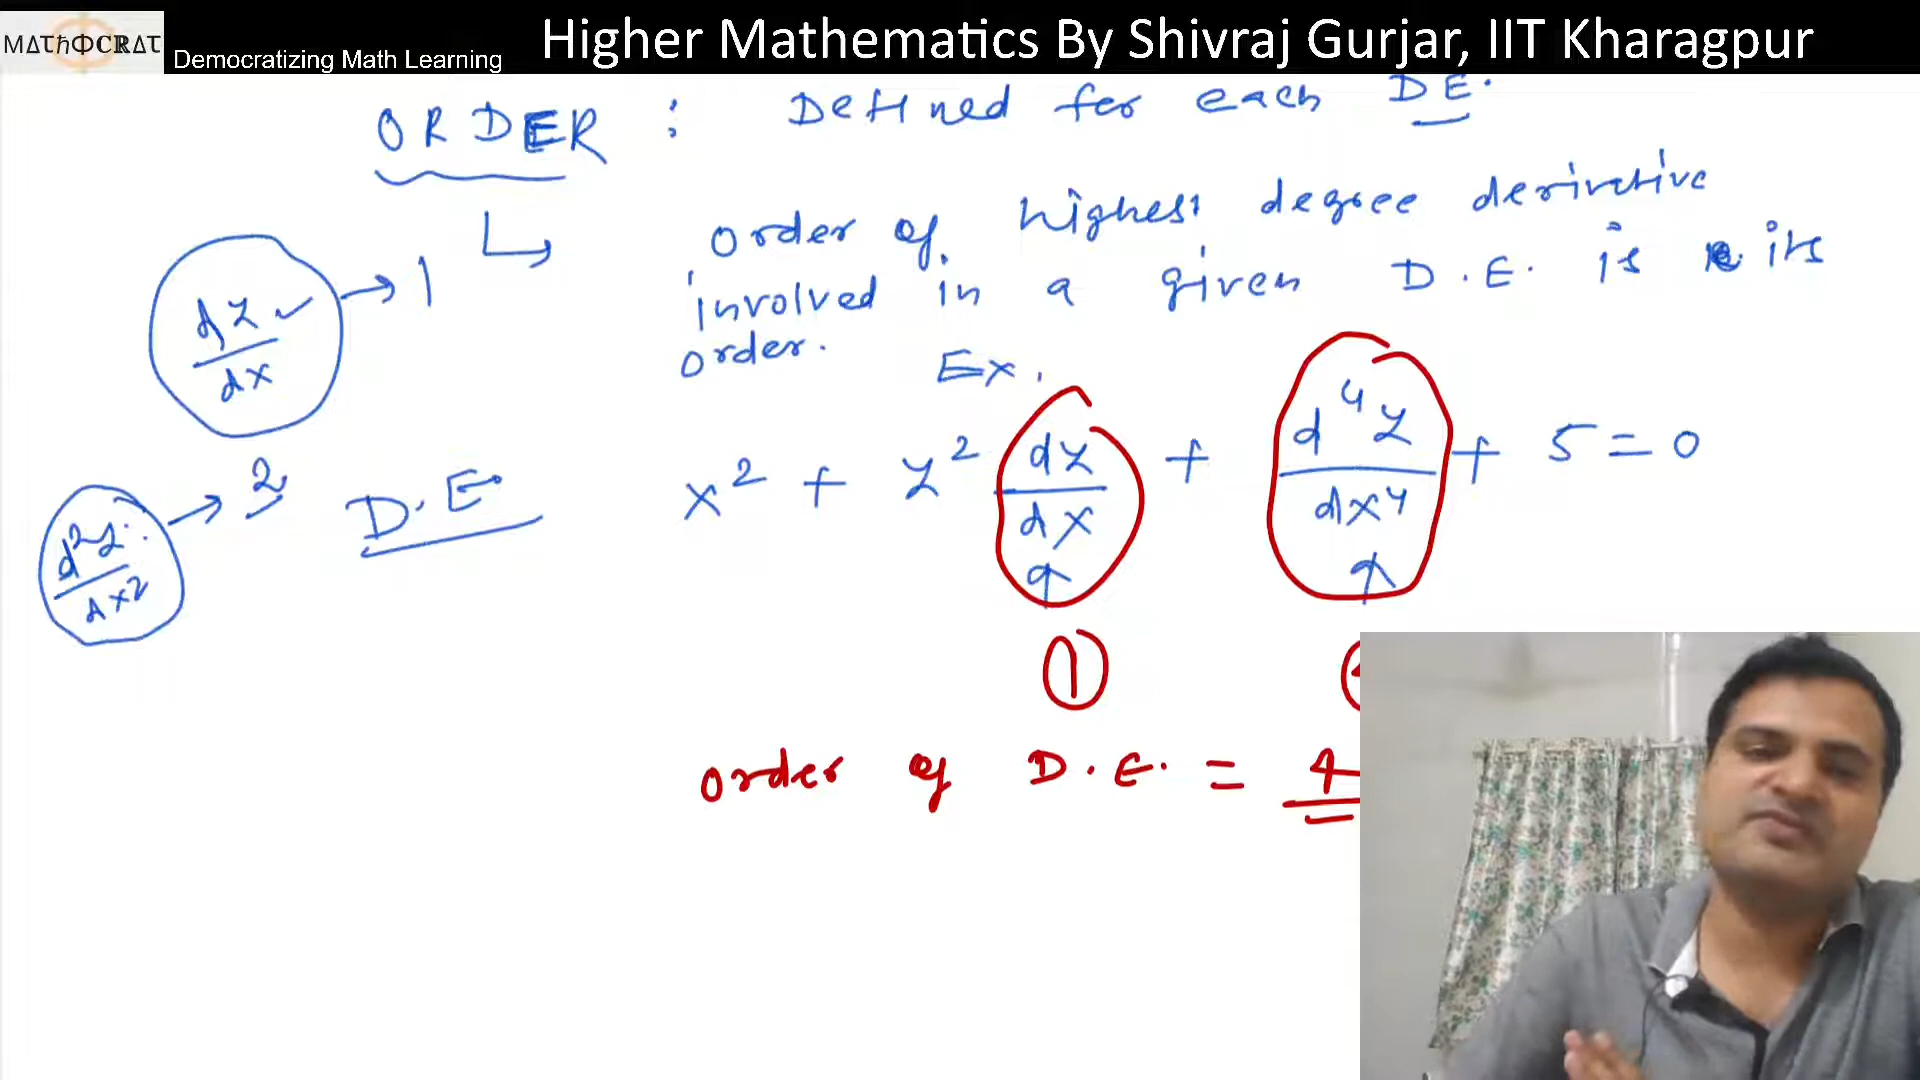 MΔTℏΦCRΔT
Democratizing Math Learning
Higher Mathematics By Shivraj Gurjar, IIT Kharagpur
ORDER : Defined for each DE.
order of highest degree derivative
involved in a given D.E. is its
order. Ex.
dy/dx → 1
d²y/dx² → 2
D.E
x² + y² dy/dx + d⁴y/dx⁴ + 5 = 0
1
order of D.E. = 4